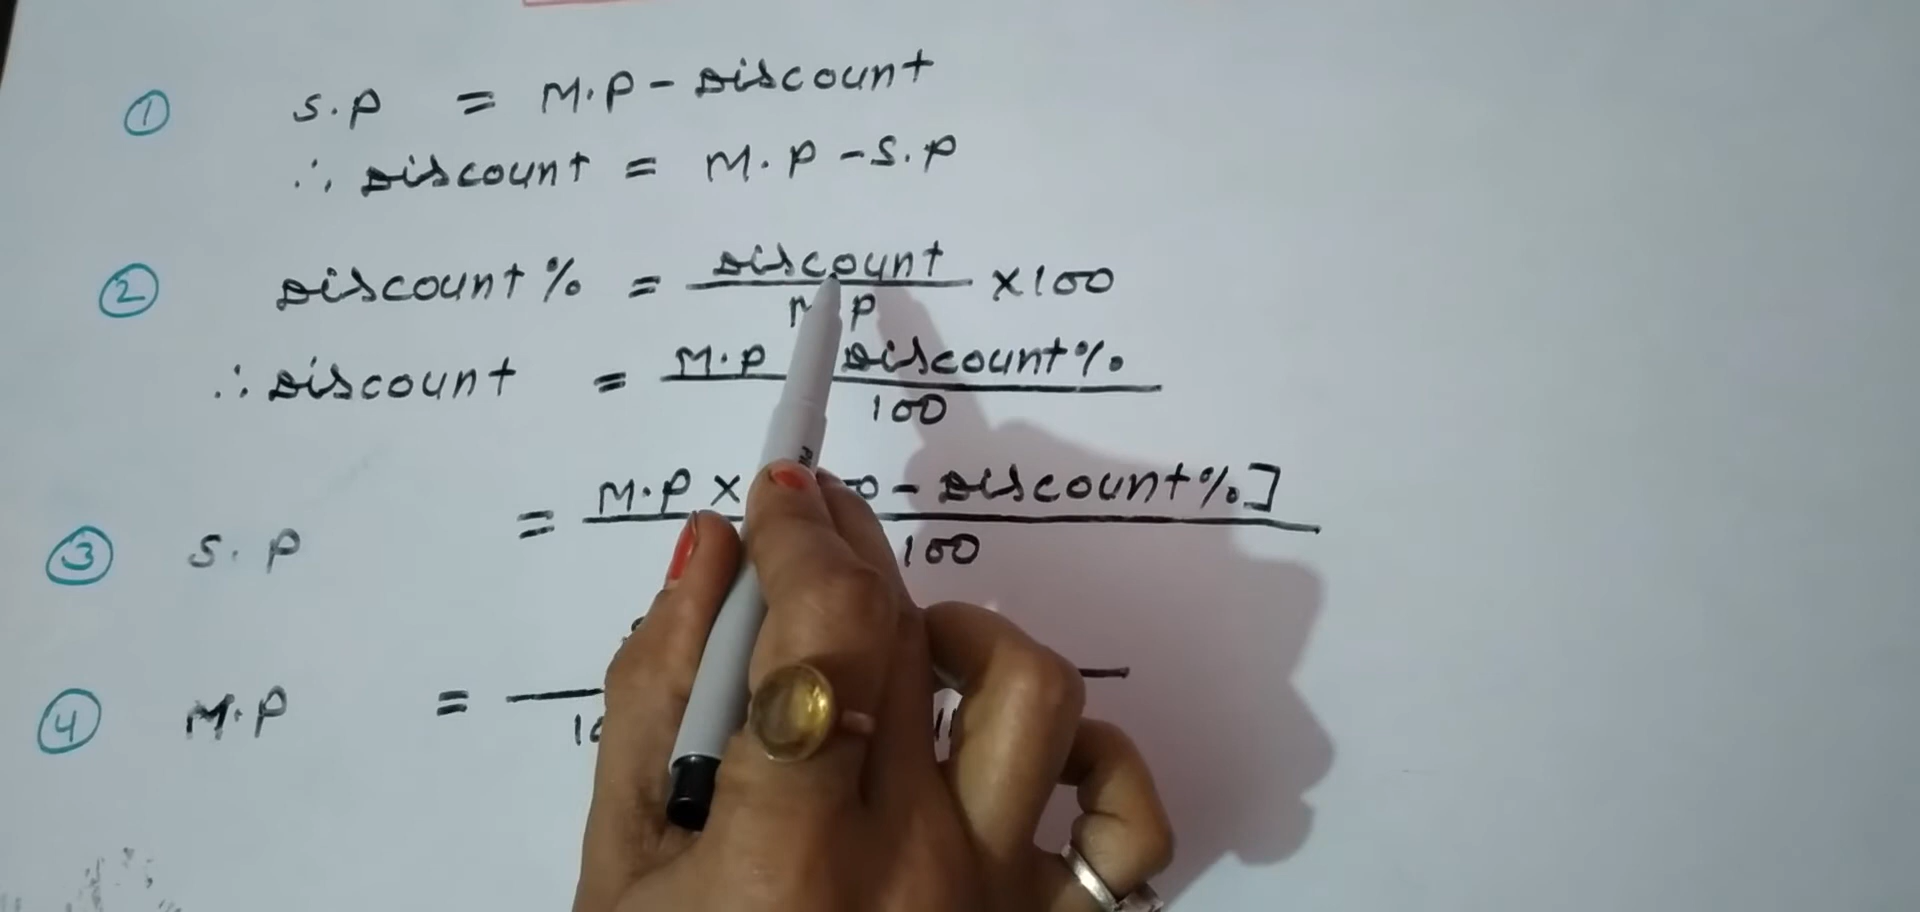 ① S.P = M.P - Discount
∴ Discount = M.P - S.P
② Discount % = Discount / M P × 100
∴ Discount = M.P Discount % / 100
③ S.P = M.P × - Discount %] / 100
④ M.P =